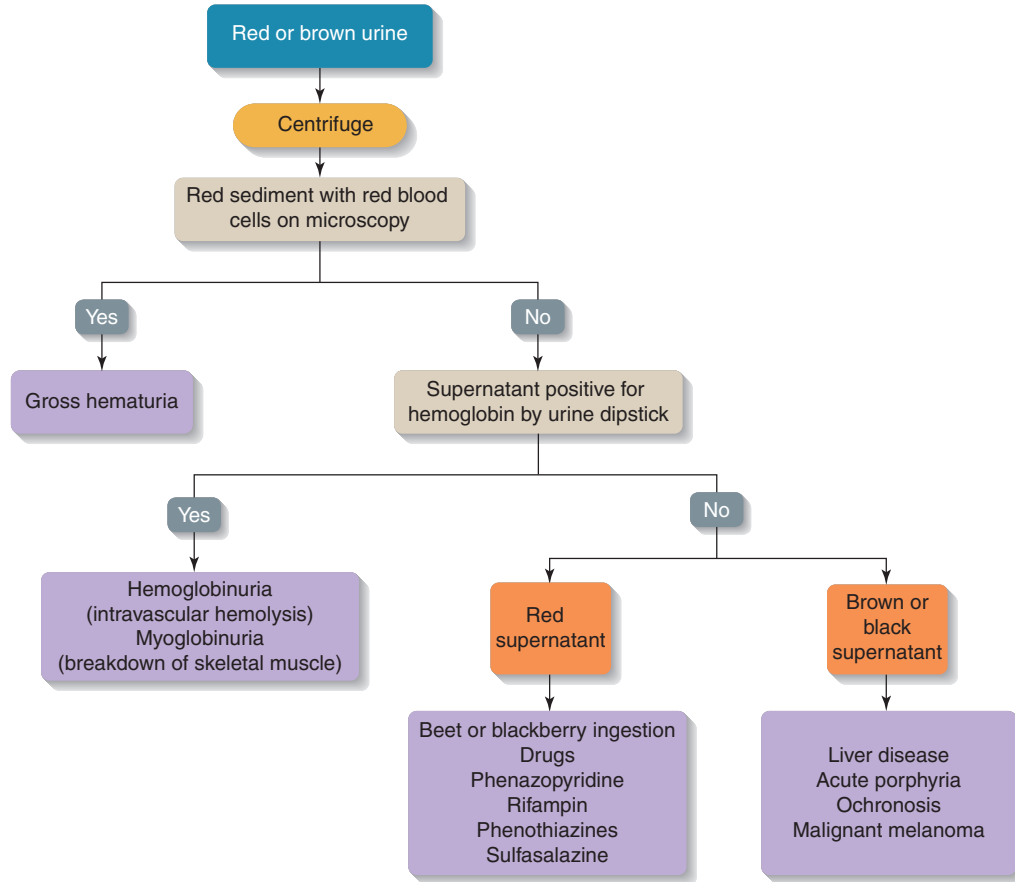 Red or brown urine
Centrifuge
Red sediment with red blood
cells on microscopy
Yes
No
Gross hematuria
Supernatant positive for
hemoglobin by urine dipstick
Yes
No
Hemoglobinuria
(intravascular hemolysis)
Myoglobinuria
(breakdown of skeletal muscle)
Red
supernatant
Brown or
black
supernatant
Beet or blackberry ingestion
Drugs
Phenazopyridine
Rifampin
Phenothiazines
Sulfasalazine
Liver disease
Acute porphyria
Ochronosis
Malignant melanoma